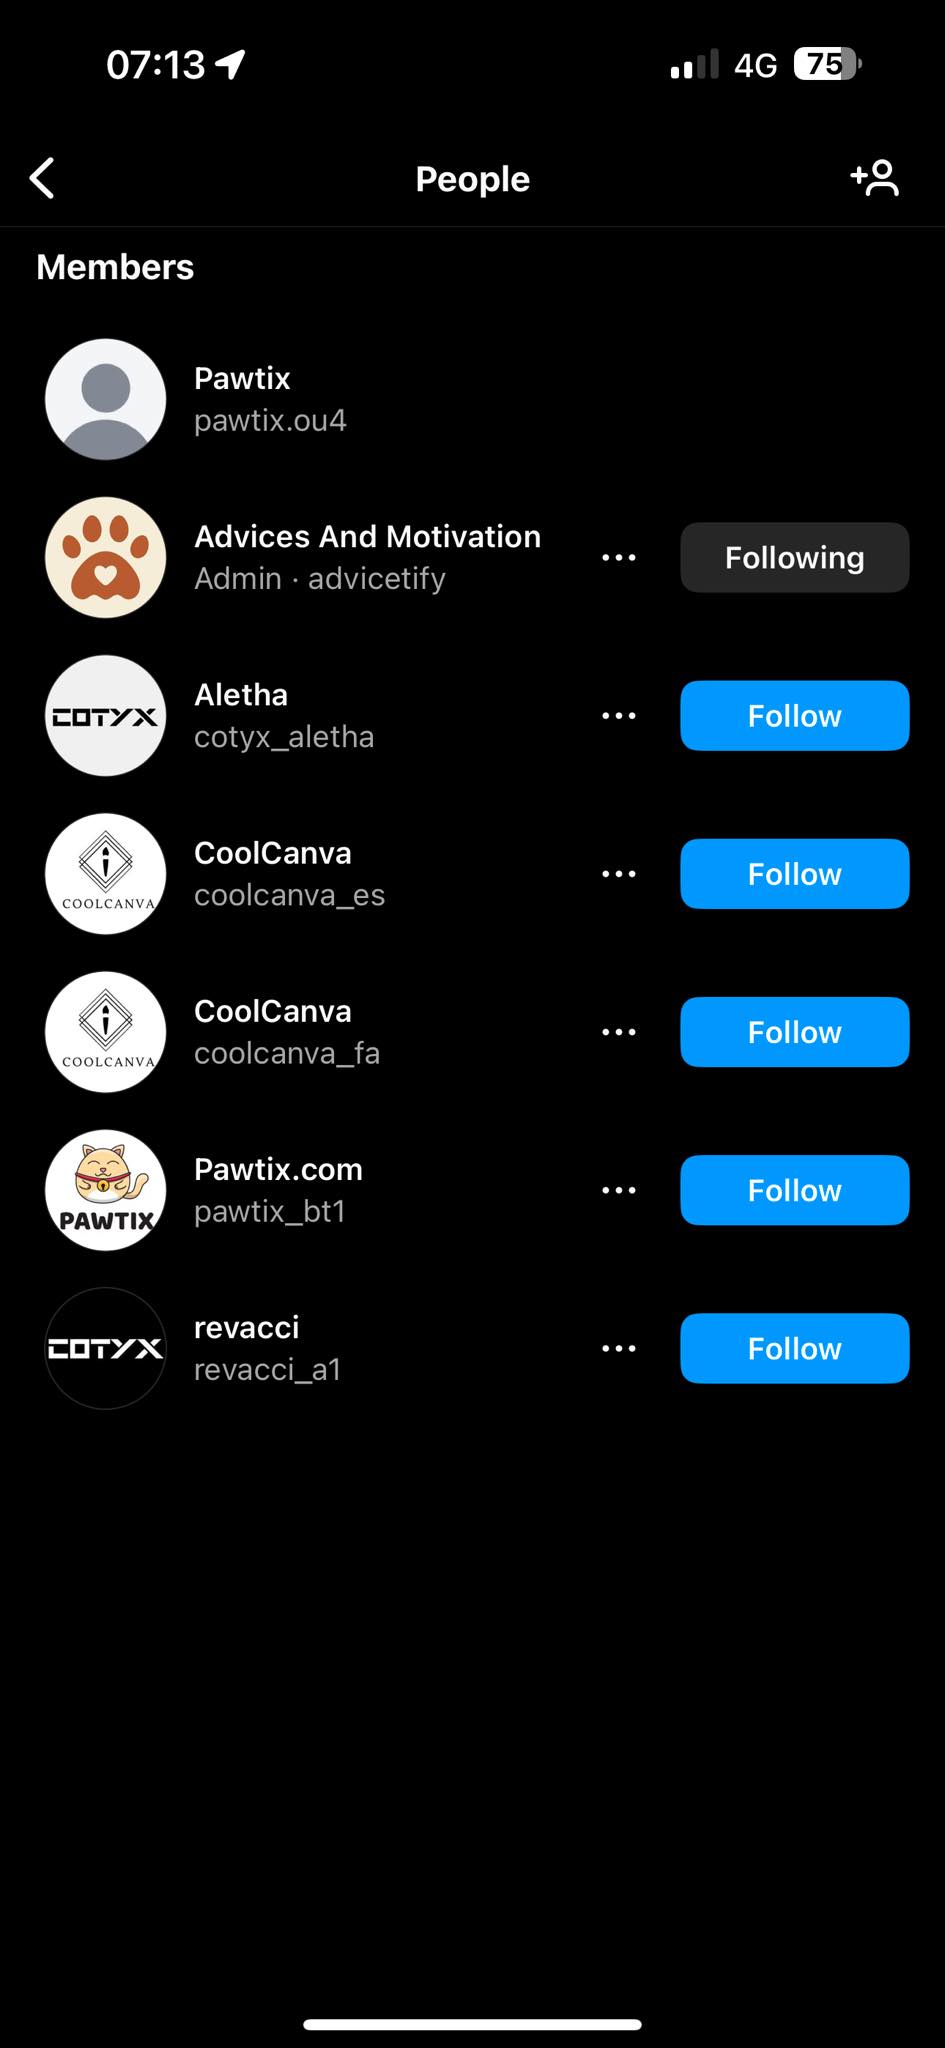 07:13
4G
75
People
Members
Pawtix
pawtix.ou4
Advices And Motivation
Admin · advicetify
Following
COTYX
Aletha
cotyx_aletha
Follow
COOLCANVA
CoolCanva
coolcanva_es
Follow
COOLCANVA
CoolCanva
coolcanva_fa
Follow
PAWTIX
Pawtix.com
pawtix_bt1
Follow
COTYX
revacci
revacci_a1
Follow